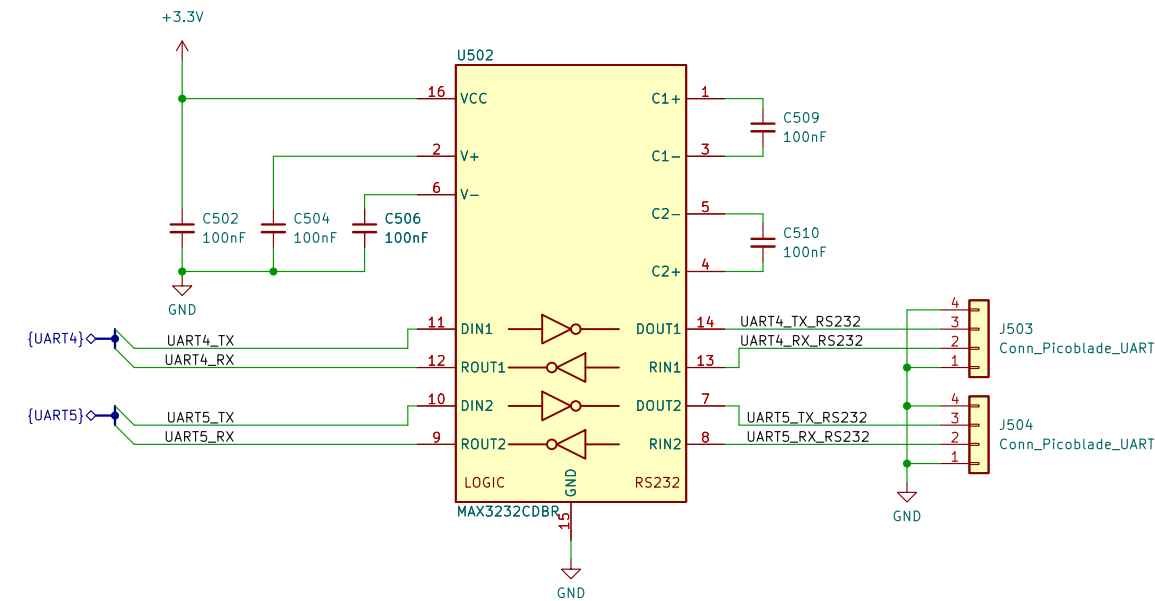 +3.3V
U502
16 VCC C1+ 1
C509
100nF
2 V+ C1- 3
6 V- C2- 5
C502 C504 C506 C510
100nF 100nF 100nF 100nF
C2+ 4
GND
{UART4} UART4_TX 11 DIN1 DOUT1 14 UART4_TX_RS232
UART4_RX 12 ROUT1 RIN1 13 UART4_RX_RS232
4
3
2
1
J503
Conn_Picoblade_UART
{UART5} UART5_TX 10 DIN2 DOUT2 7 UART5_TX_RS232
UART5_RX 9 ROUT2 RIN2 8 UART5_RX_RS232
4
3
2
1
J504
Conn_Picoblade_UART
LOGIC GND RS232
MAX3232CDBR 15
GND
GND